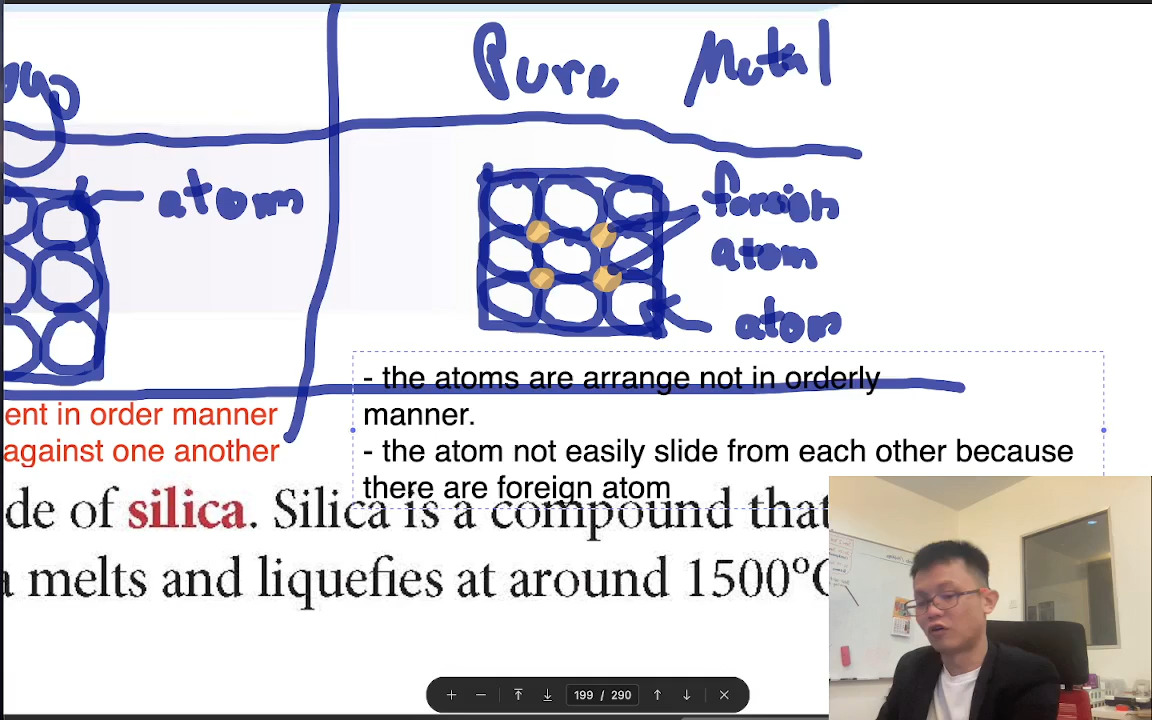 Pure Metal
atom
foreign
atom
atom
- the atoms are arrange not in orderly
manner.
- the atom not easily slide from each other because
there are foreign atom
ent in order manner
against one another
de of silica. Silica is a compound that
melts and liquefies at around 1500°
199 / 290